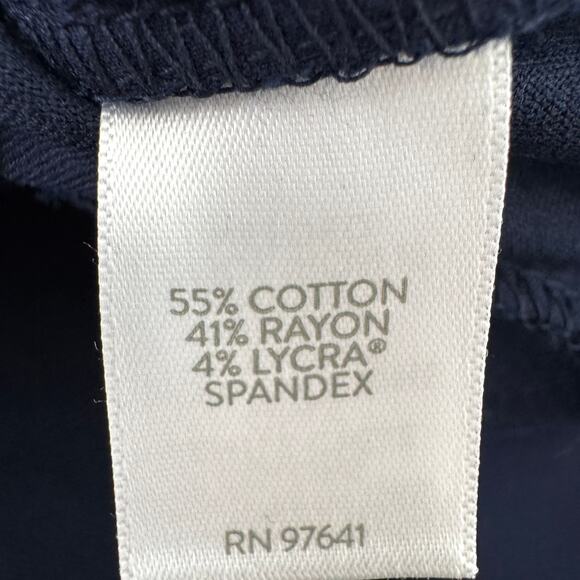 55% COTTON
41% RAYON
4% LYCRA®
SPANDEX
RN 97641